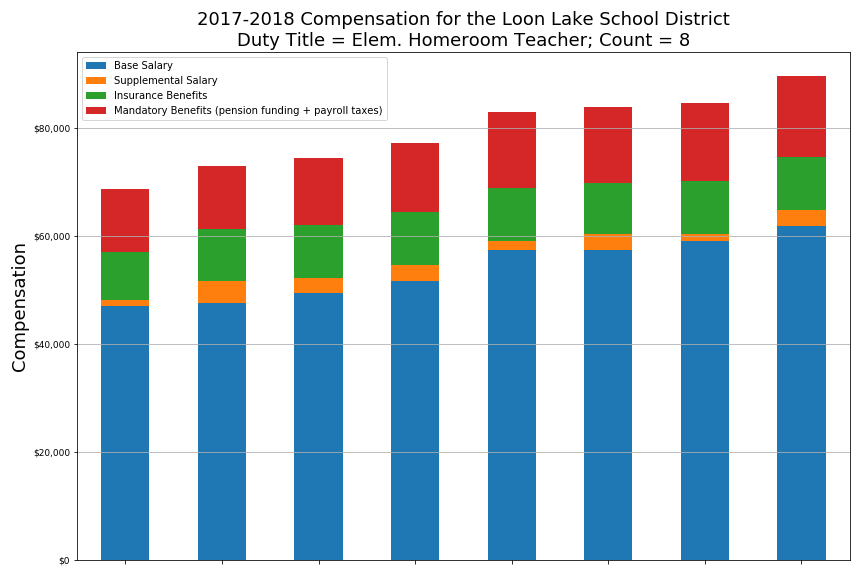 2017-2018 Compensation for the Loon Lake School District
Duty Title = Elem. Homeroom Teacher; Count = 8
Base Salary
Supplemental Salary
Insurance Benefits
Mandatory Benefits (pension funding + payroll taxes)
Compensation
$80,000
$60,000
$40,000
$20,000
$0